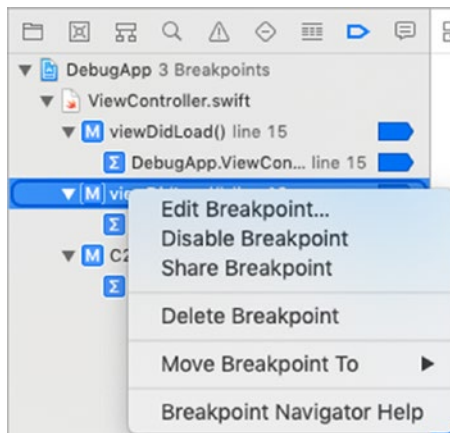 DebugApp 3 Breakpoints
ViewController.swift
M viewDidLoad() line 15
Σ DebugApp.ViewCon... line 15
M
Σ
M C2
Σ
Edit Breakpoint...
Disable Breakpoint
Share Breakpoint
Delete Breakpoint
Move Breakpoint To
Breakpoint Navigator Help